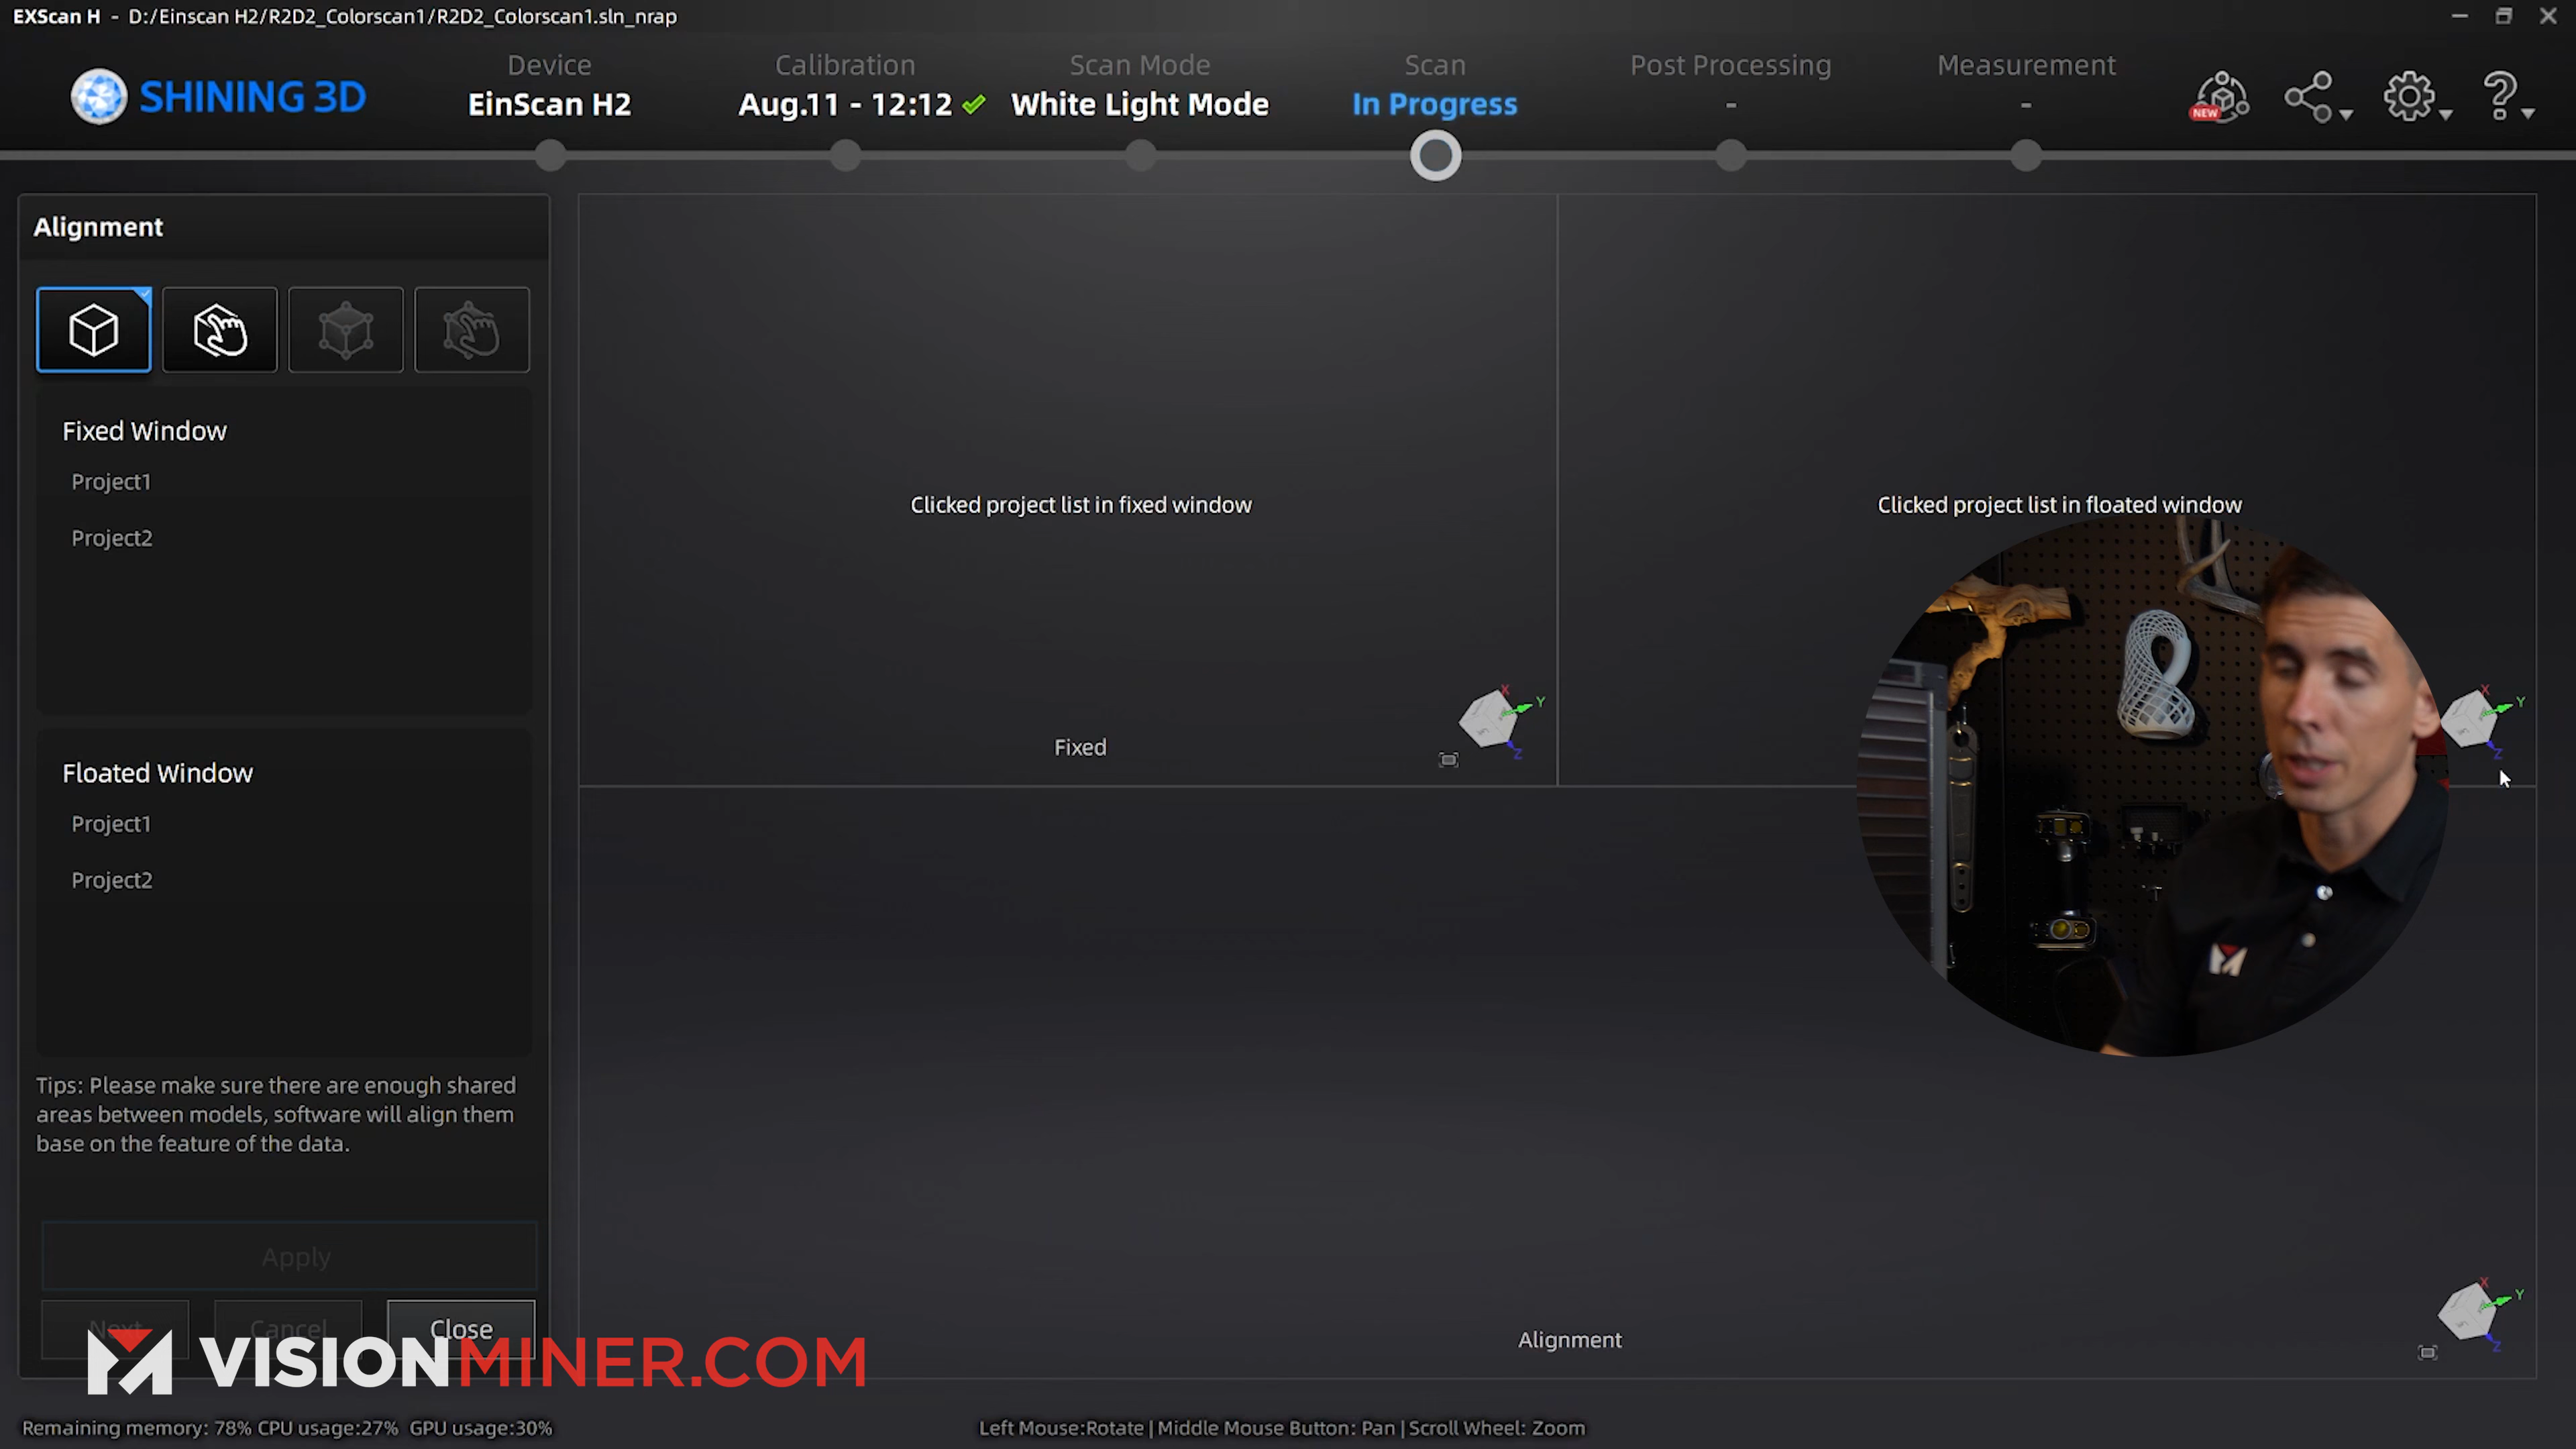 EXScan H - D:/Einscan H2/R2D2_Colorscan1/R2D2_Colorscan1.sln_nrap
SHINING 3D
Device
EinScan H2
Calibration
Aug.11 - 12:12
Scan Mode
White Light Mode
Scan
In Progress
Post Processing
-
Measurement
-
NEW
Alignment
Fixed Window
Project1
Project2
Floated Window
Project1
Project2
Tips: Please make sure there are enough shared
areas between models, software will align them
base on the feature of the data.
Apply
Next
Cancel
Close
Clicked project list in fixed window
Fixed
X
Y
Z
Clicked project list in floated window
X
Y
Z
Alignment
X
Y
Z
VISIONMINER.COM
Remaining memory: 78% CPU usage:27% GPU usage:30%
Left Mouse:Rotate | Middle Mouse Button: Pan | Scroll Wheel: Zoom